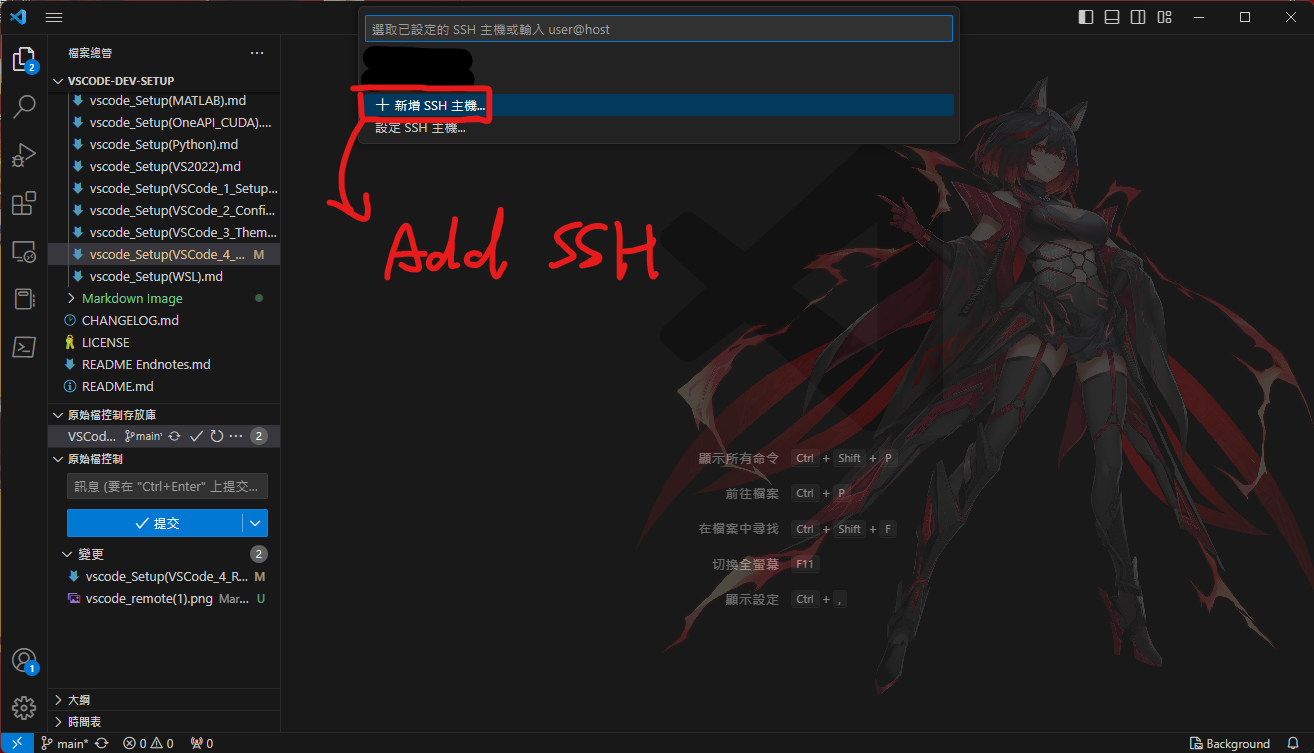 選取已設定的 SSH 主機或輸入 user@host
新增 SSH 主機...
設定 SSH 主機...
Add SSH
檔案總管
2
VSCODE-DEV-SETUP
vscode_Setup(MATLAB).md
vscode_Setup(OneAPI_CUDA)....
vscode_Setup(Python).md
vscode_Setup(VS2022).md
vscode_Setup(VSCode_1_Setup...
vscode_Setup(VSCode_2_Confi...
vscode_Setup(VSCode_3_Them...
vscode_Setup(VSCode_4_... M
vscode_Setup(WSL).md
Markdown Image
CHANGELOG.md
LICENSE
README Endnotes.md
README.md
原始檔控制存放庫
VSCod... main* ... 2
原始檔控制
訊息 (要在 "Ctrl+Enter" 上提交...
提交
變更 2
vscode_Setup(VSCode_4_R... M
vscode_remote(1).png Mar... U
大綱
時間表
1
顯示所有命令 Ctrl + Shift + P
前往檔案 Ctrl + P
在檔案中尋找 Ctrl + Shift + F
切換全螢幕 F11
顯示設定 Ctrl + ,
main* 0 0 0 Background